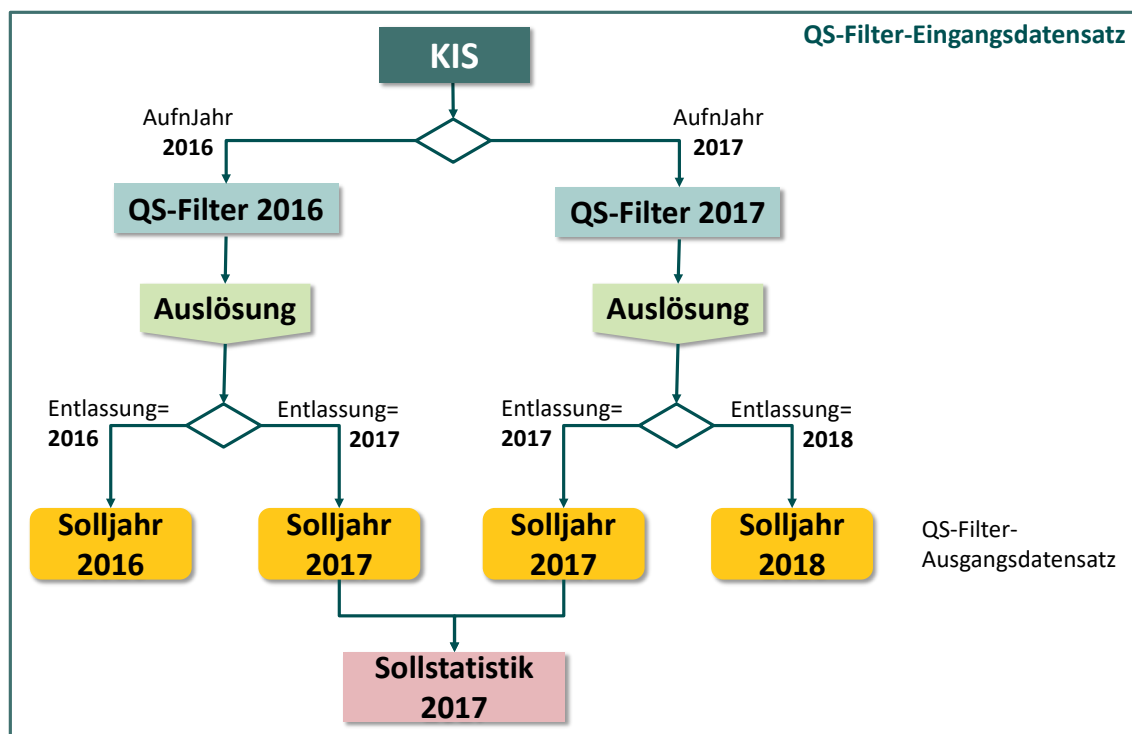 QS-Filter-Eingangsdatensatz
KIS
AufnJahr
2016
AufnJahr
2017
QS-Filter 2016
QS-Filter 2017
Auslösung
Auslösung
Entlassung=
2016
Entlassung=
2017
Entlassung=
2017
Entlassung=
2018
Solljahr
2016
Solljahr
2017
Solljahr
2017
Solljahr
2018
QS-Filter-
Ausgangsdatensatz
Sollstatistik
2017